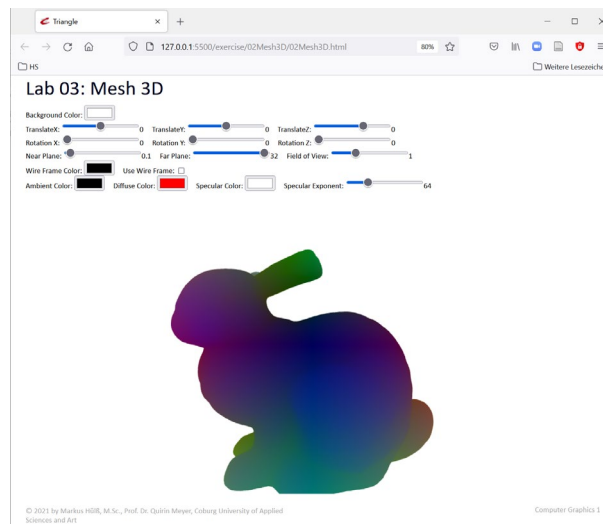 Triangle
127.0.0.1:5500/exercise/02Mesh3D/02Mesh3D.html 80%
HS Weitere Lesezeichen
Lab 03: Mesh 3D
Background Color:
TranslateX: 0 TranslateY: 0 TranslateZ: 0
Rotation X: 0 Rotation Y: 0 Rotation Z: 0
Near Plane: 0.1 Far Plane: 32 Field of View: 1
Wire Frame Color: Use Wire Frame:
Ambient Color: Diffuse Color: Specular Color: Specular Exponent: 64
© 2021 by Markus M.Sc., Prof. Dr. Quirin Meyer, Coburg University of Applied Computer Graphics 1
Sciences and Art